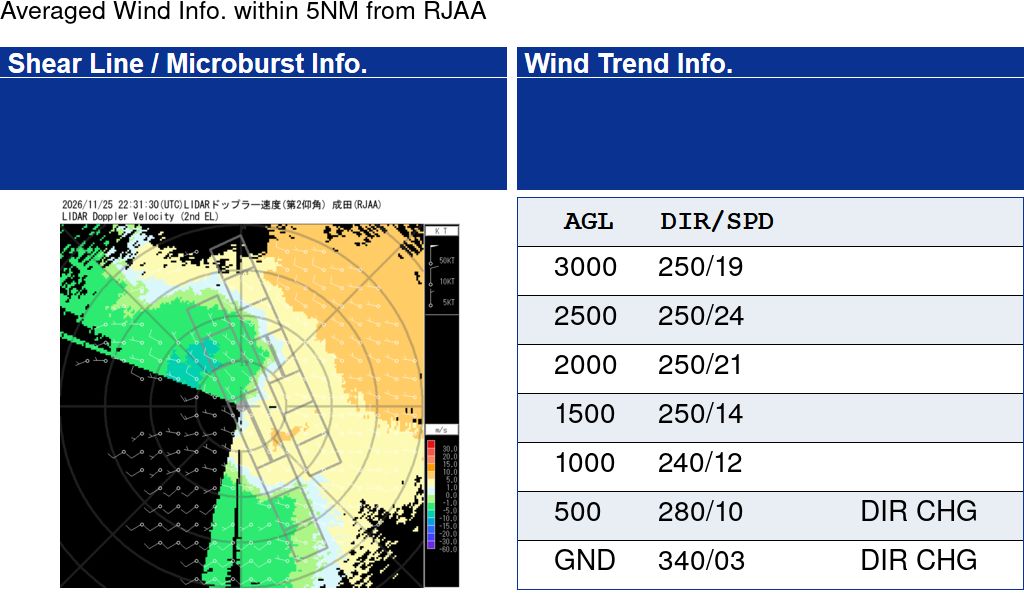 Averaged Wind Info. within 5NM from RJAA
Shear Line / Microburst Info.
Wind Trend Info.
2026/11/25 22:31:30(UTC)LIDARドップラー速度(第2仰角) 成田(RJAA)
LIDAR Doppler Velocity (2nd EL)
K T
50KT
10KT
5KT
m/s
30.0
20.0
15.0
10.0
5.0
1.0
0.0
-1.0
-5.0
-10.0
-15.0
-20.0
-30.0
-60.0
AGL DIR/SPD
3000 250/19
2500 250/24
2000 250/21
1500 250/14
1000 240/12
500 280/10 DIR CHG
GND 340/03 DIR CHG